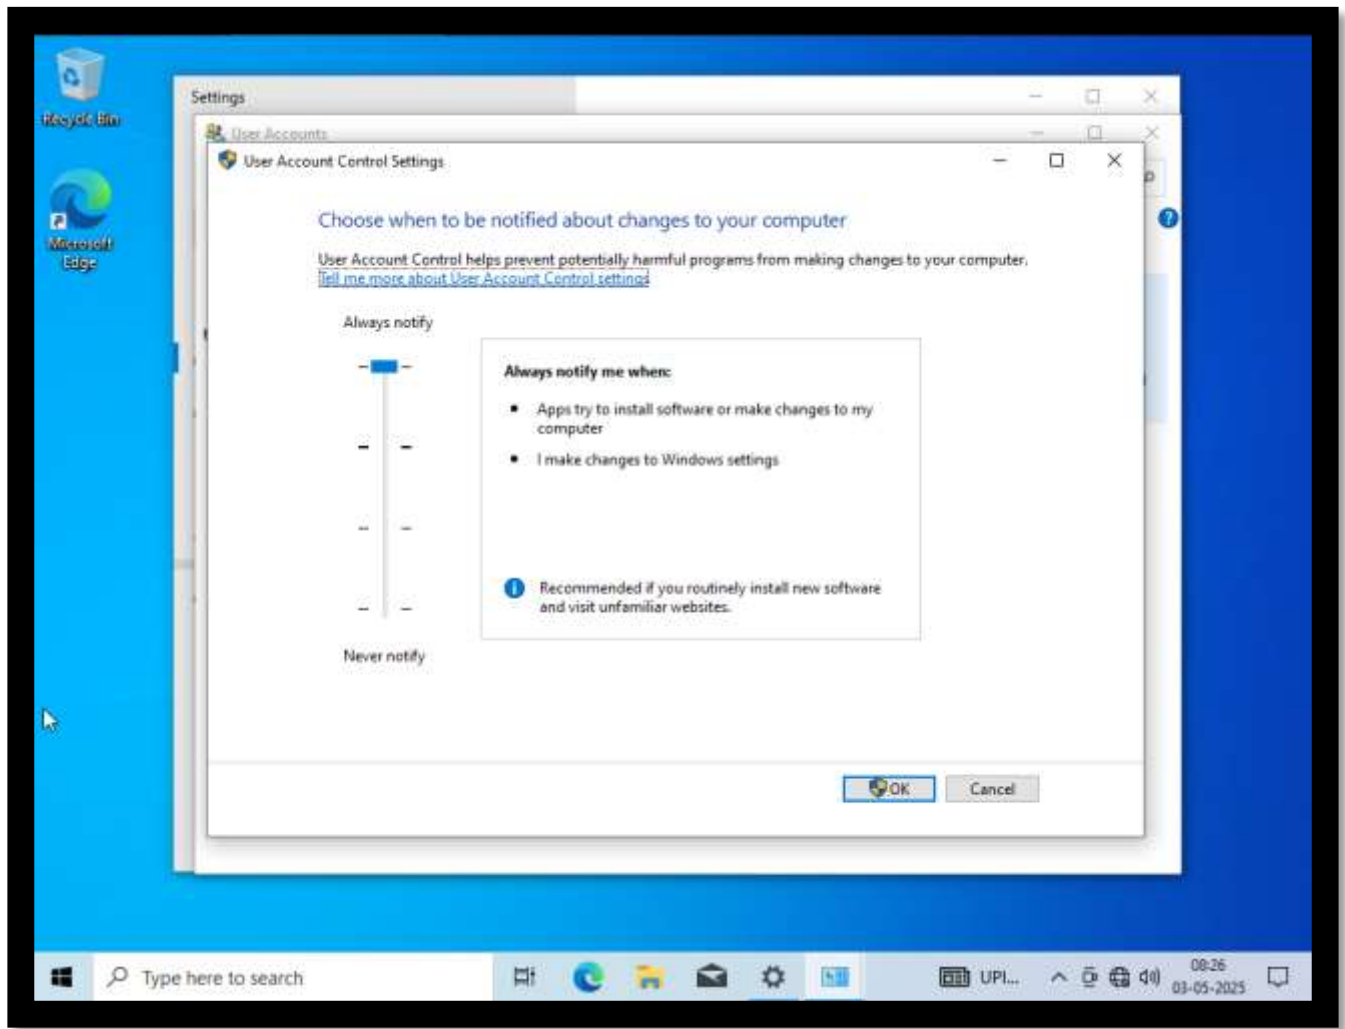 Recycle Bin
Microsoft
Edge
Settings
User Accounts
User Account Control Settings
Choose when to be notified about changes to your computer
User Account Control helps prevent potentially harmful programs from making changes to your computer.
Tell me more about User Account Control settings
Always notify
Always notify me when:
Apps try to install software or make changes to my
computer
I make changes to Windows settings
Recommended if you routinely install new software
and visit unfamiliar websites.
Never notify
OK
Cancel
Type here to search
UPI...
08:26
03-05-2025